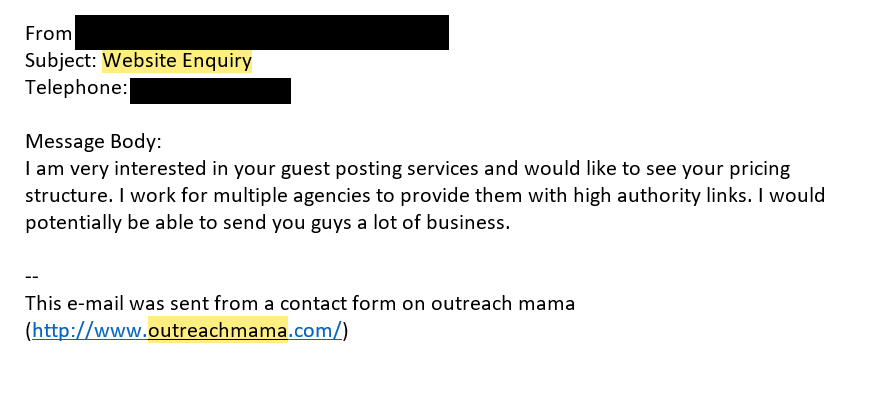 From
Subject: Website Enquiry
Telephone:
Message Body:
I am very interested in your guest posting services and would like to see your pricing
structure. I work for multiple agencies to provide them with high authority links. I would
potentially be able to send you guys a lot of business.
--
This e-mail was sent from a contact form on outreach mama
(http://www.outreachmama.com/)